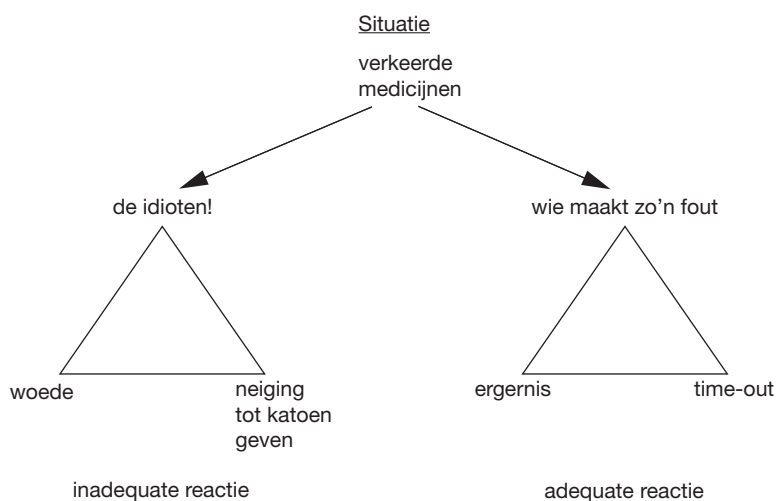 Situatie
verkeerde
medicijnen
de idioten!
wie maakt zo'n fout
woede
neiging
tot katoen
geven
ergernis
time-out
inadequate reactie
adequate reactie